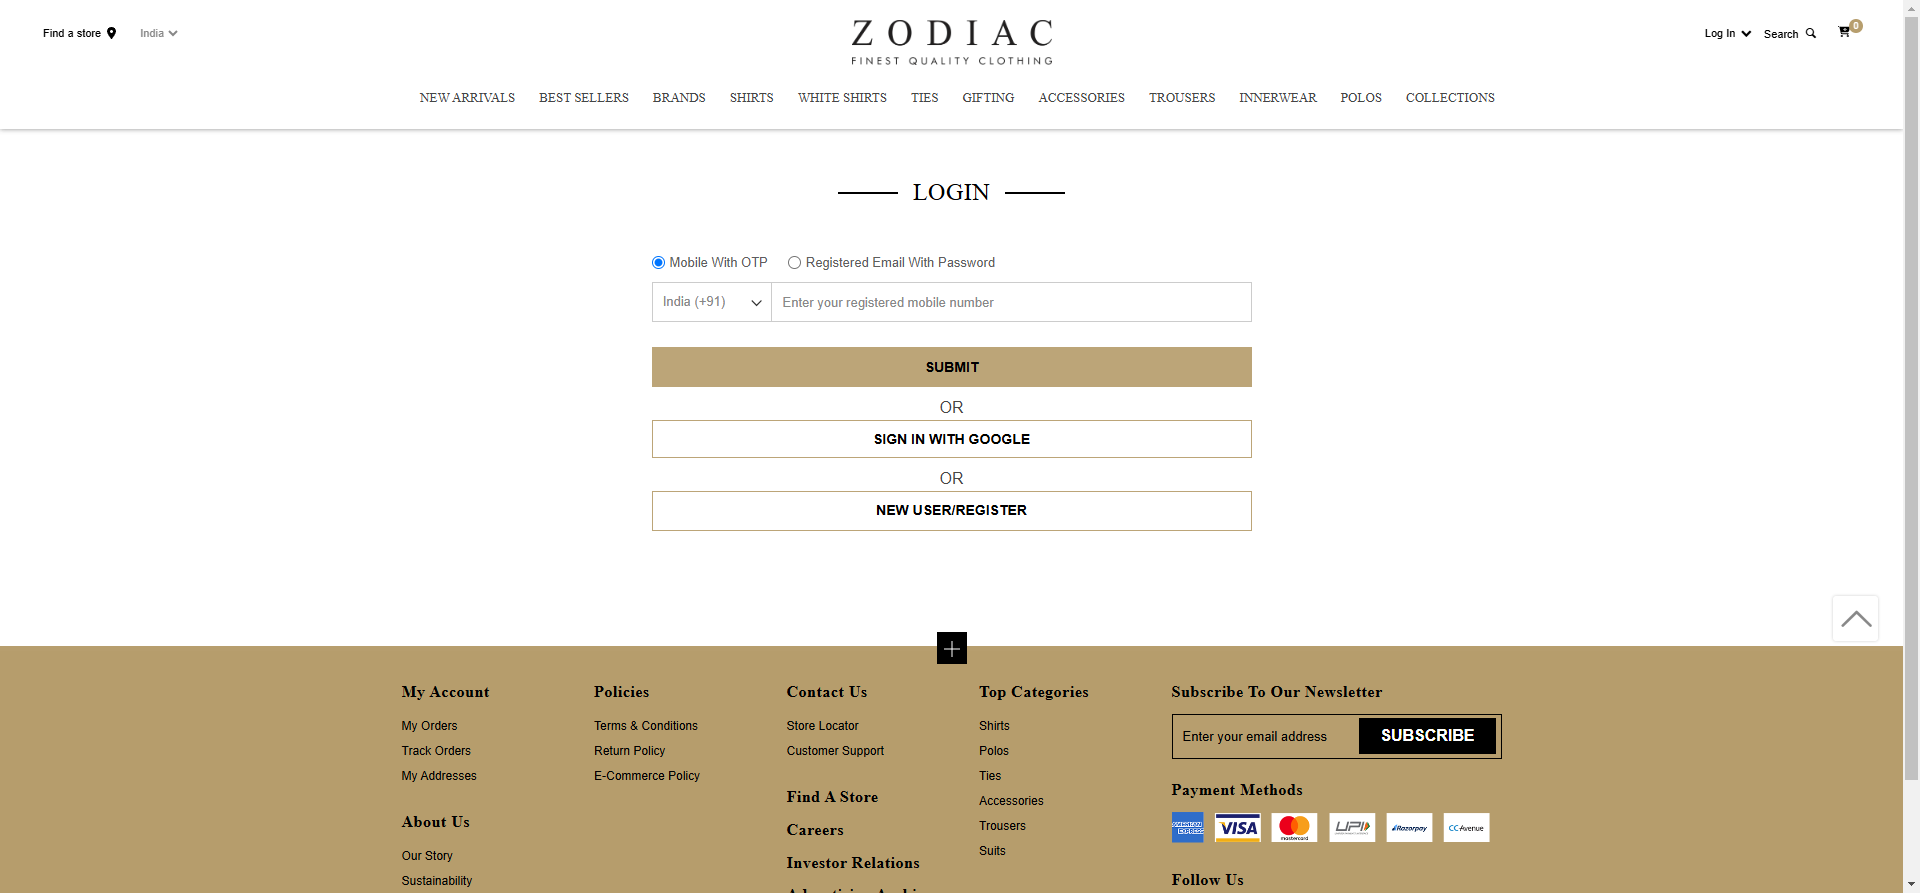 Find a store
India
ZODIAC
FINEST QUALITY CLOTHING
Log In
Search
0
NEW ARRIVALS BEST SELLERS BRANDS SHIRTS WHITE SHIRTS TIES GIFTING ACCESSORIES TROUSERS INNERWEAR POLOS COLLECTIONS
LOGIN
Mobile With OTP Registered Email With Password
India (+91) Enter your registered mobile number
SUBMIT
OR
SIGN IN WITH GOOGLE
OR
NEW USER/REGISTER
My Account
My Orders
Track Orders
My Addresses
About Us
Our Story
Sustainability
Policies
Terms & Conditions
Return Policy
E-Commerce Policy
Contact Us
Store Locator
Customer Support
Find A Store
Careers
Investor Relations
Top Categories
Shirts
Polos
Ties
Accessories
Trousers
Suits
Subscribe To Our Newsletter
Enter your email address SUBSCRIBE
Payment Methods
AMERICAN EXPRESS
VISA
mastercard
UPI
Razorpay
CCAvenue
Follow Us